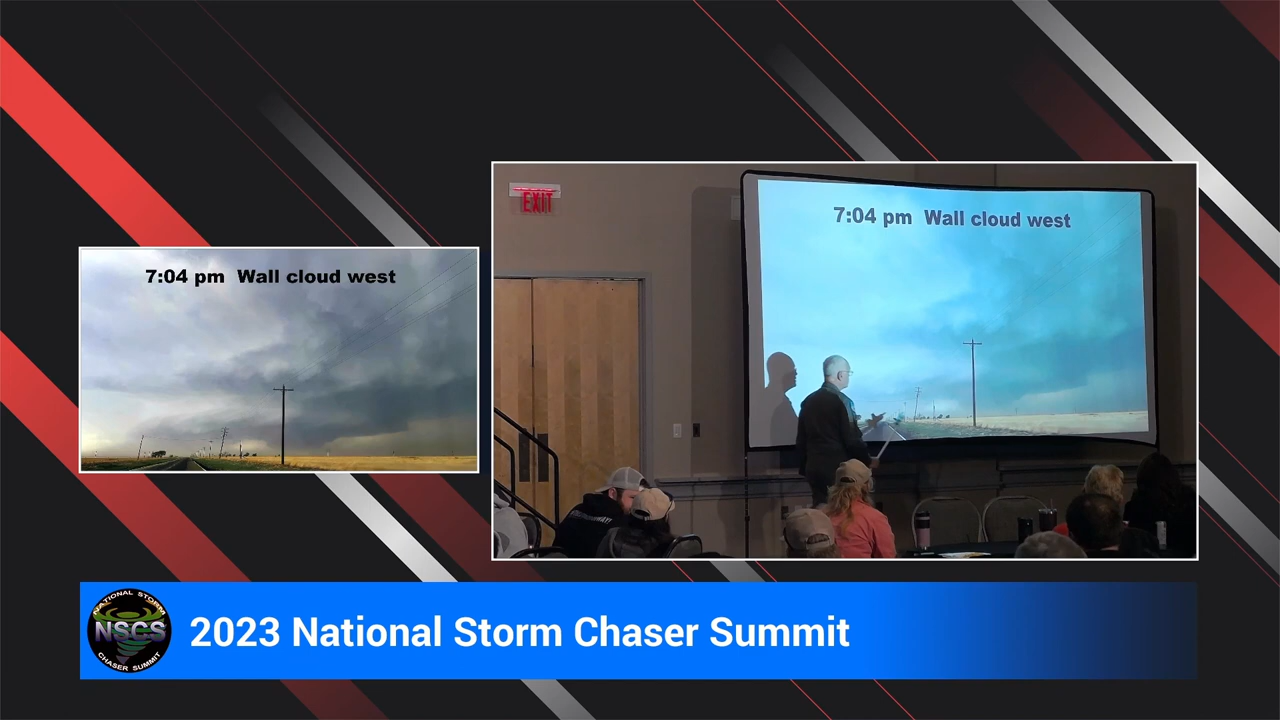 7:04 pm Wall cloud west
EXIT
7:04 pm Wall cloud west
NATIONAL STORM
NSCS
CHASER SUMMIT
2023 National Storm Chaser Summit